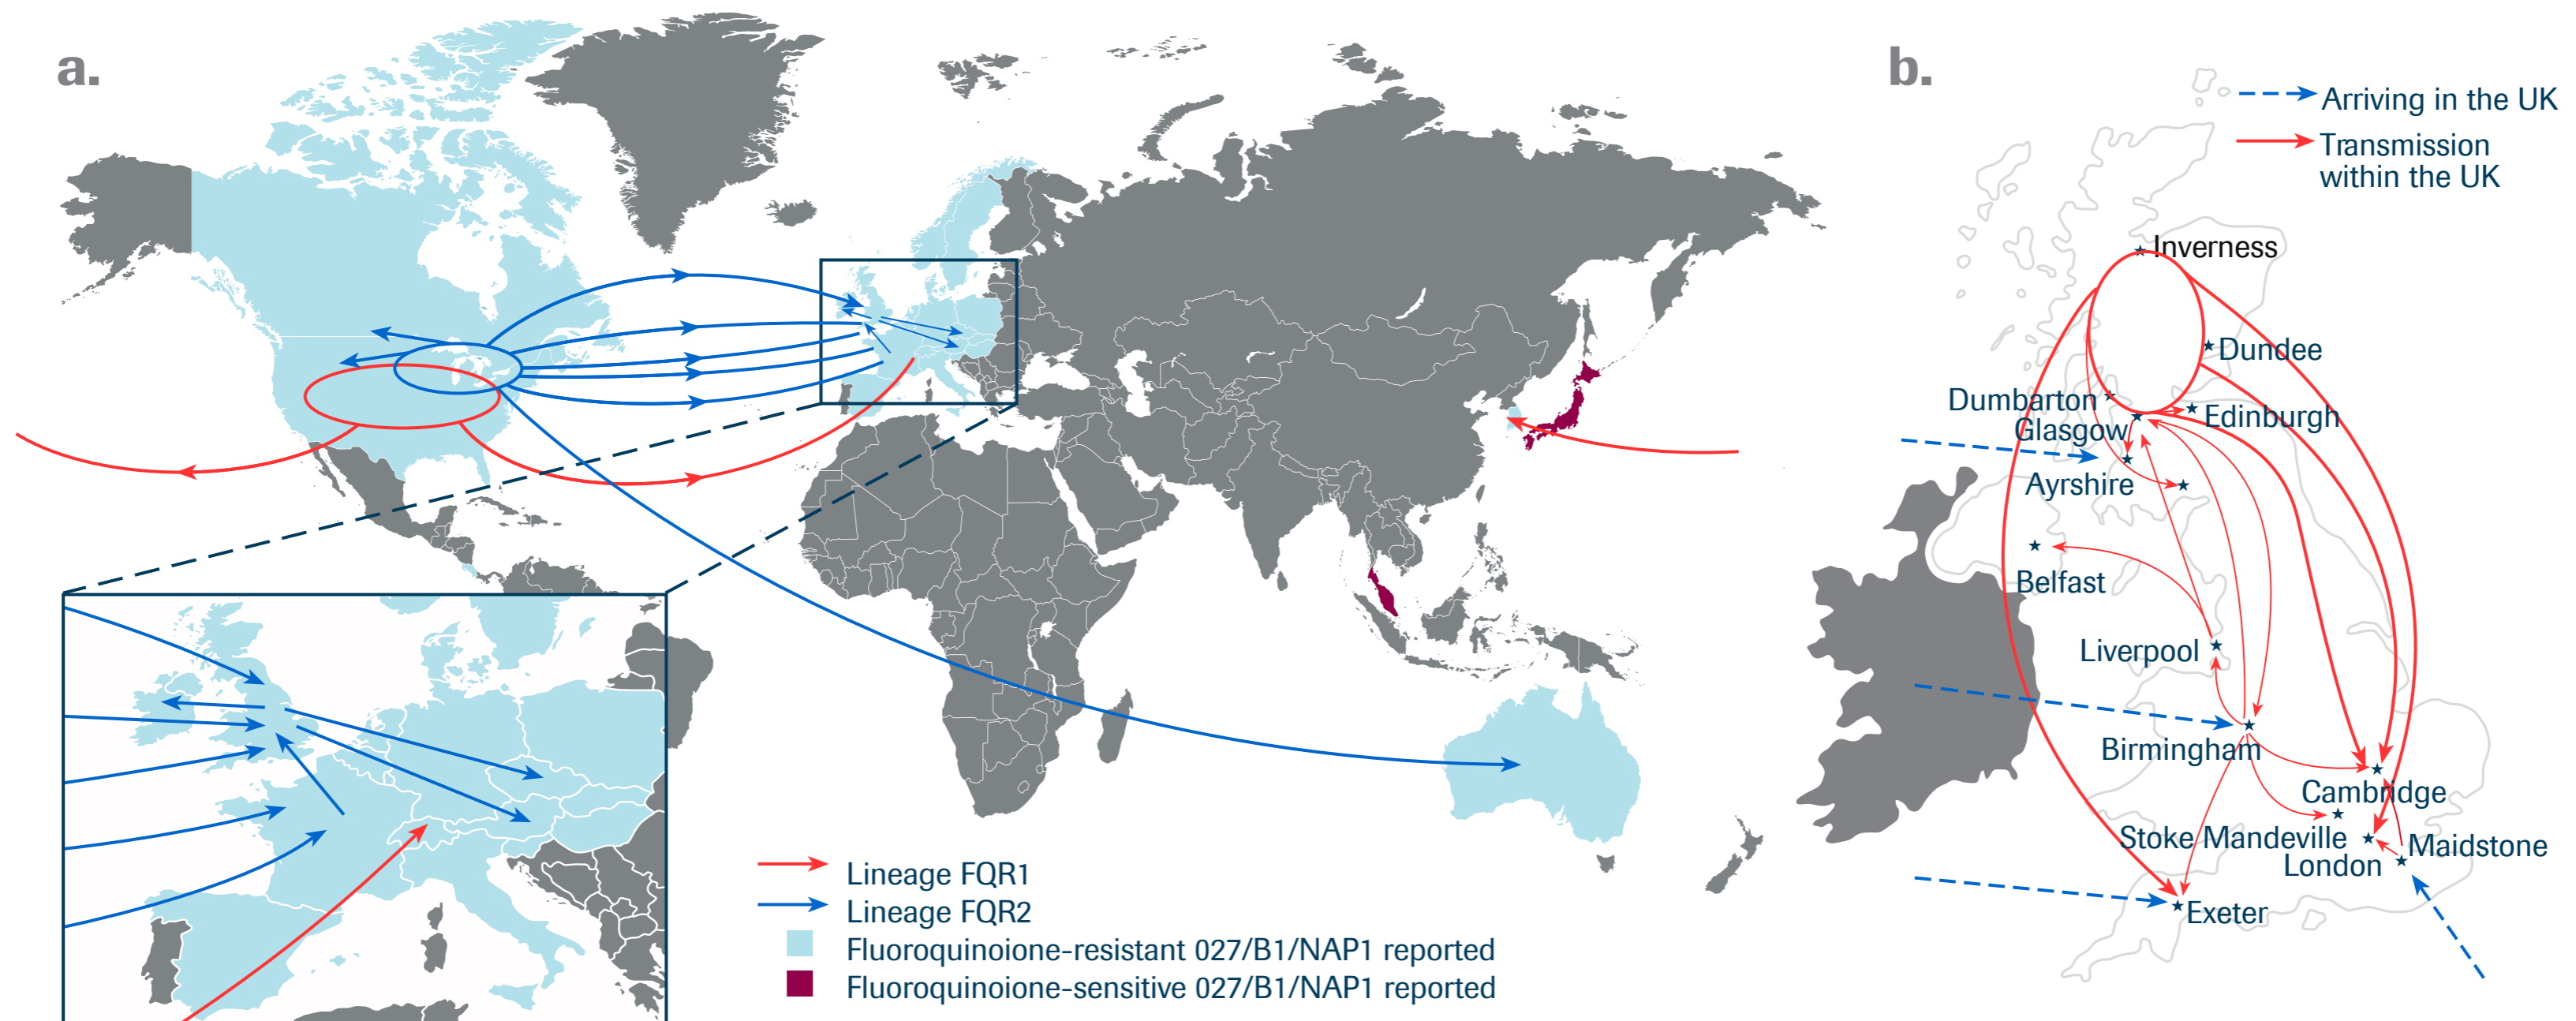 a.
Lineage FQR1
Lineage FQR2
Fluoroquinoione-resistant 027/B1/NAP1 reported
Fluoroquinoione-sensitive 027/B1/NAP1 reported
b.
Arriving in the UK
Transmission
within the UK
Inverness
Dundee
Dumbarton
Edinburgh
Glasgow
Ayrshire
Belfast
Liverpool
Birmingham
Cambridge
Stoke Mandeville
Maidstone
London
Exeter